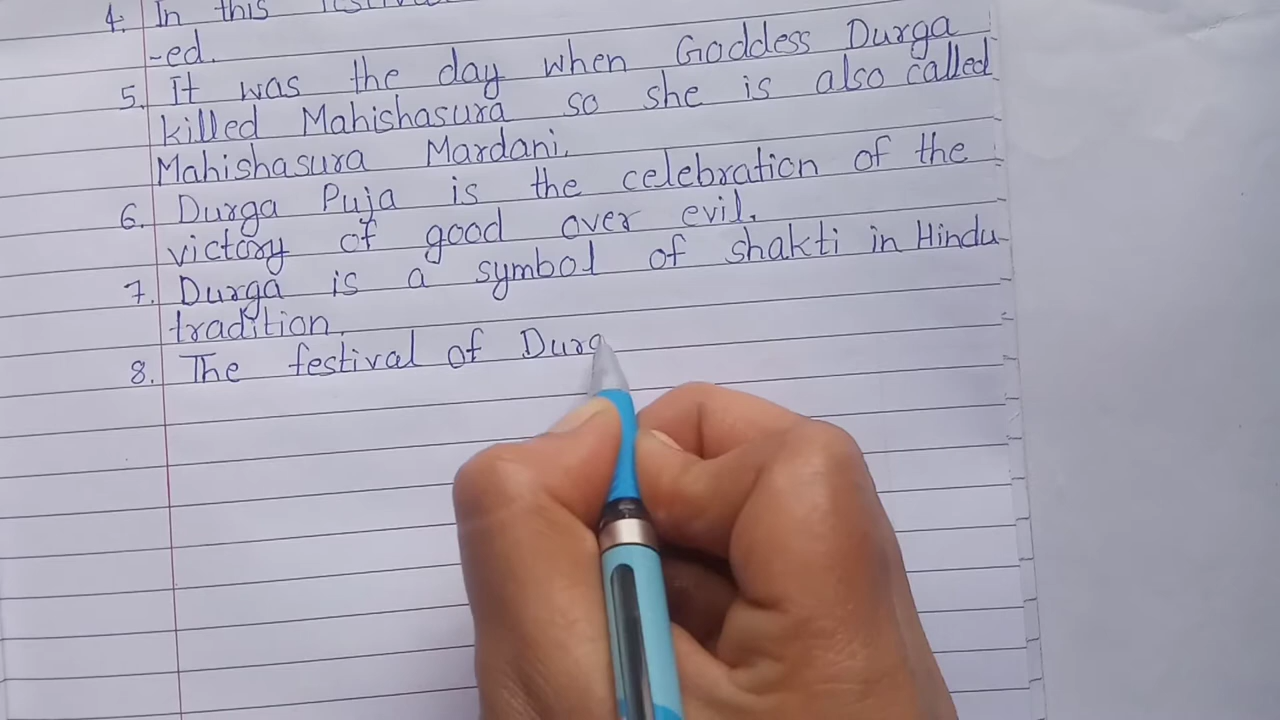 4. In this
-ed.
5. It was the day when Goddess Durga
killed Mahishasura so she is also called
Mahishasura Mardani.
6. Durga Puja is the celebration of the
victory of good over evil.
7. Durga is a symbol of shakti in Hindu
tradition.
8. The festival of Durg